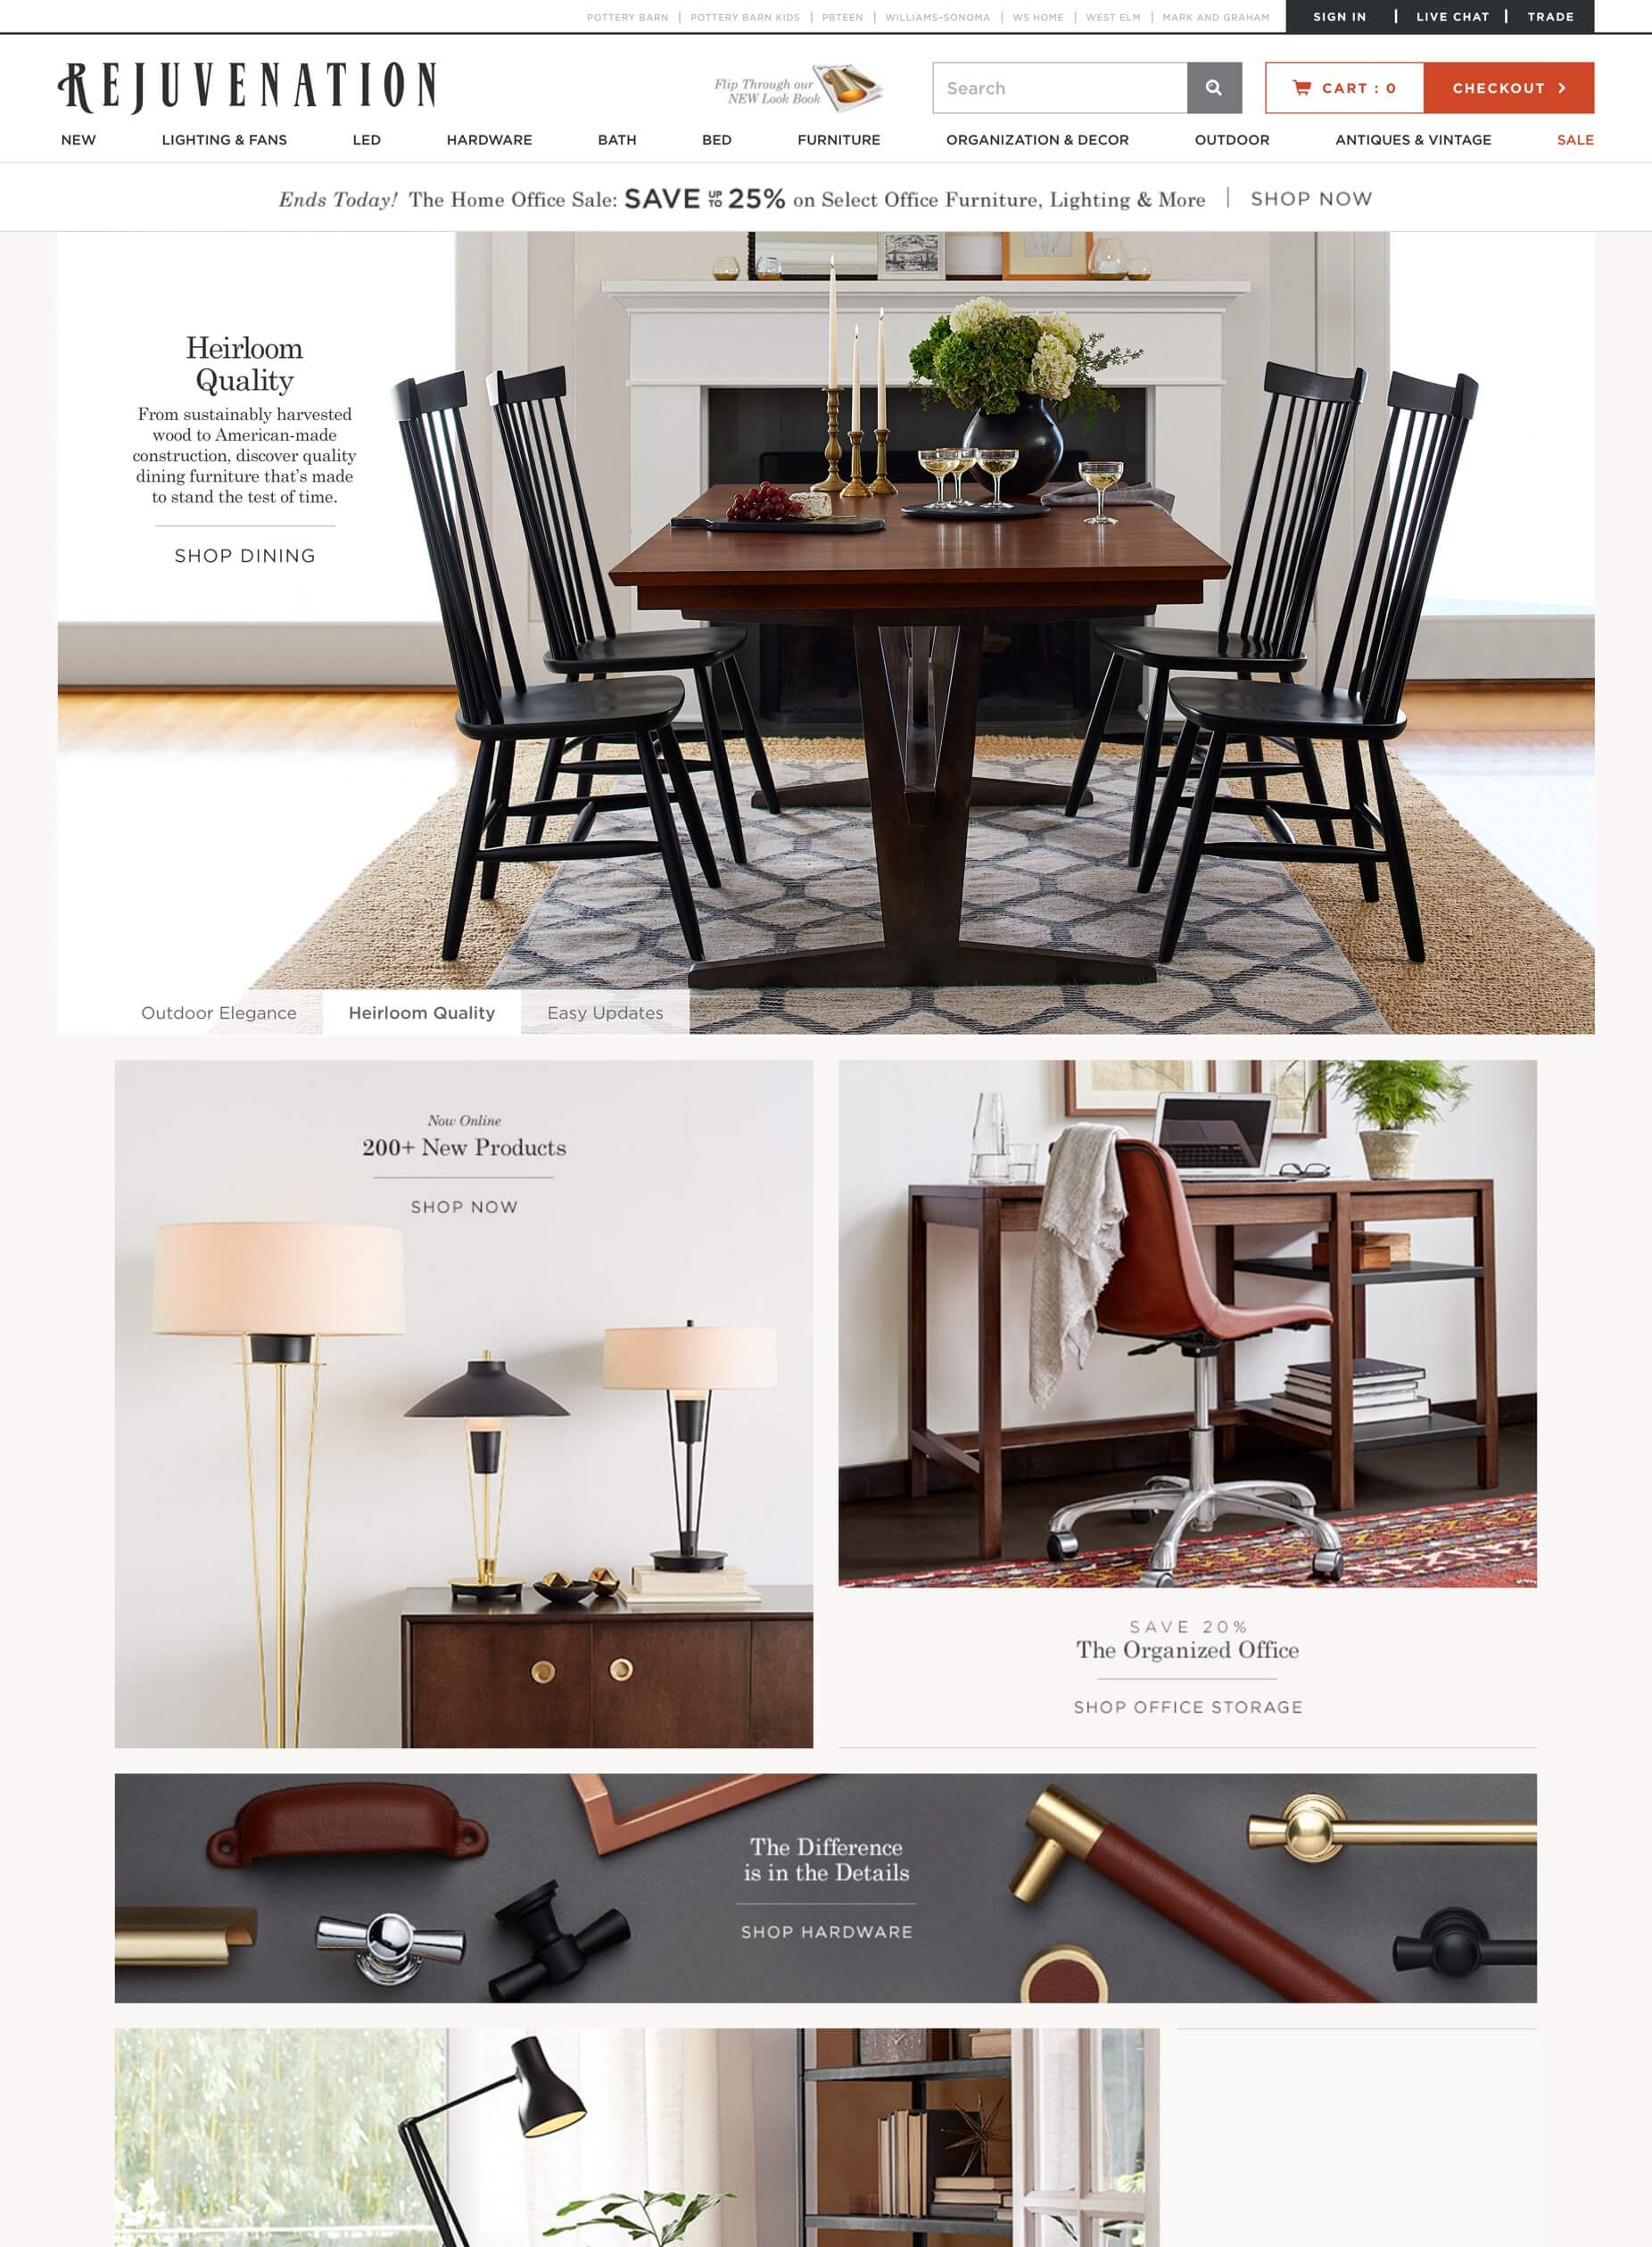 POTTERY BARN | POTTERY BARN KIDS | PBTEEN | WILLIAMS-SONOMA | WS HOME | WEST ELM | MARK AND GRAHAM
SIGN IN | LIVE CHAT | TRADE
REJUVENATION
Flip Through our
NEW Look Book
Search
CART : 0
CHECKOUT
NEW LIGHTING & FANS LED HARDWARE BATH BED FURNITURE ORGANIZATION & DECOR OUTDOOR ANTIQUES & VINTAGE SALE
Ends Today! The Home Office Sale: SAVE UP TO 25% on Select Office Furniture, Lighting & More | SHOP NOW
Heirloom
Quality
From sustainably harvested
wood to American-made
construction, discover quality
dining furniture that's made
to stand the test of time.
SHOP DINING
Outdoor Elegance Heirloom Quality Easy Updates
Now Online
200+ New Products
SHOP NOW
SAVE 20%
The Organized Office
SHOP OFFICE STORAGE
The Difference
is in the Details
SHOP HARDWARE